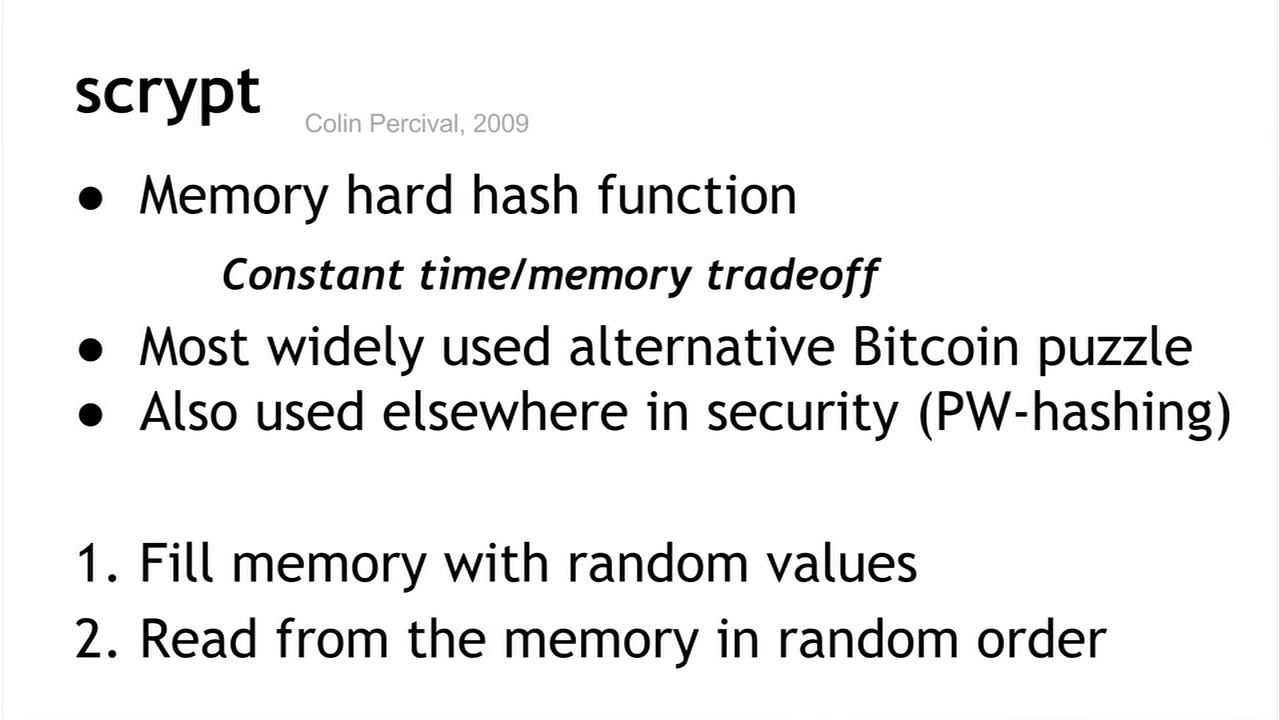 scrypt
Colin Percival, 2009
● Memory hard hash function
Constant time/memory tradeoff
● Most widely used alternative Bitcoin puzzle
● Also used elsewhere in security (PW-hashing)
1. Fill memory with random values
2. Read from the memory in random order